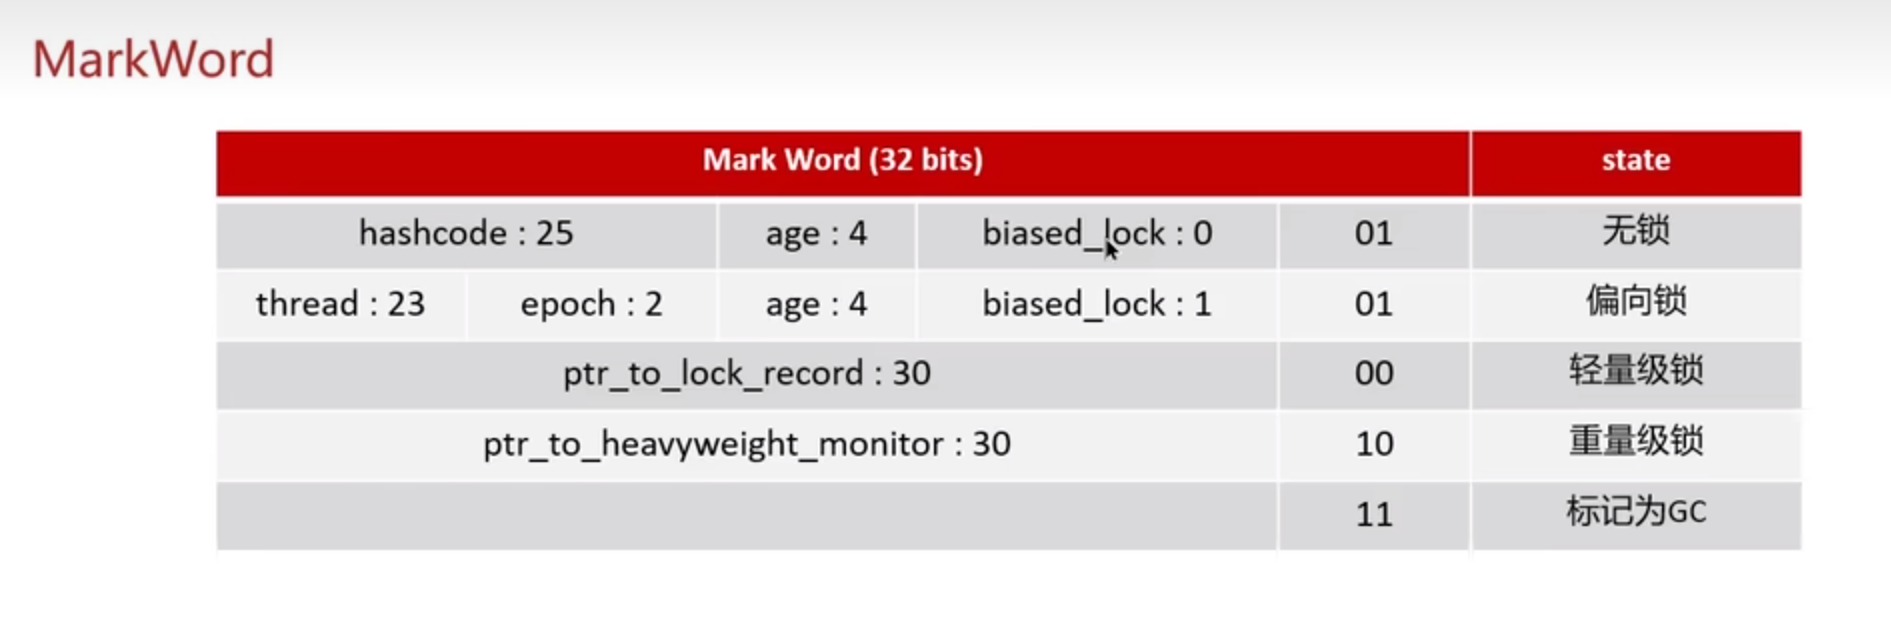 MarkWord
Mark Word (32 bits) state
hashcode : 25 age : 4 biased_lock : 0 01 无锁
thread : 23 epoch : 2 age : 4 biased_lock : 1 01 偏向锁
ptr_to_lock_record : 30 00 轻量级锁
ptr_to_heavyweight_monitor : 30 10 重量级锁
11 标记为GC